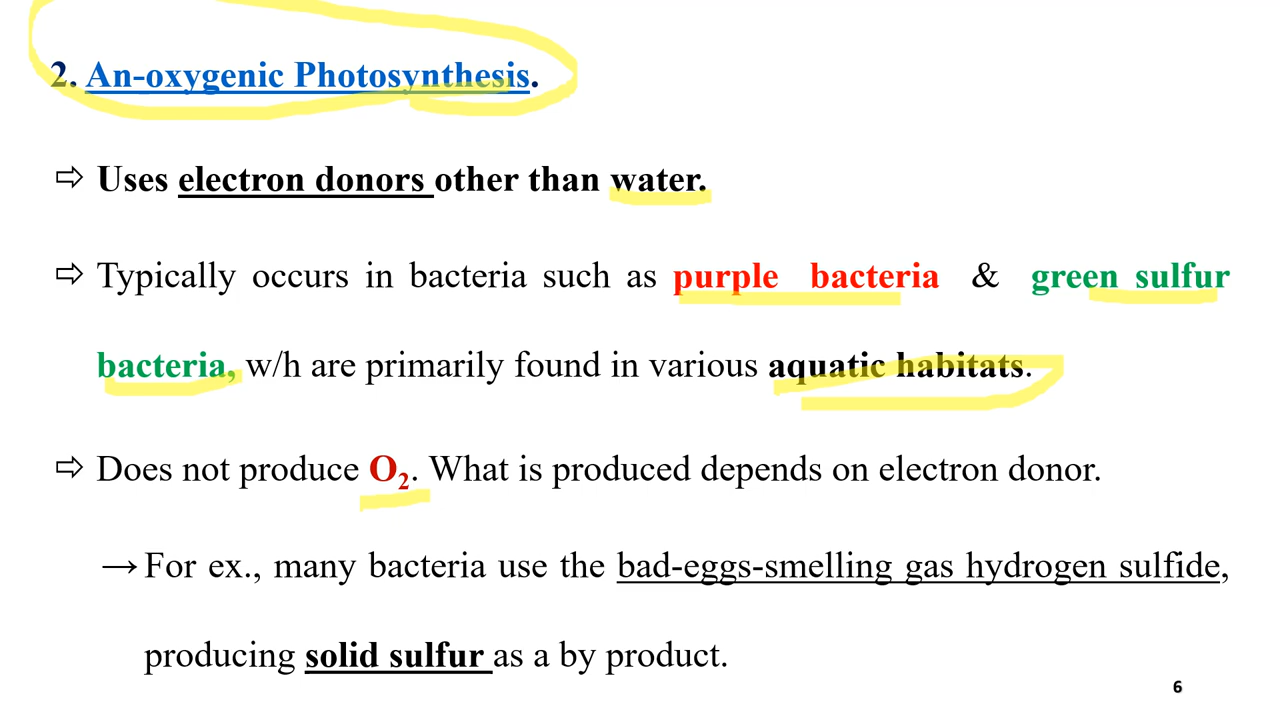 2. An-oxygenic Photosynthesis.
⇨ Uses electron donors other than water.
⇨ Typically occurs in bacteria such as purple bacteria & green sulfur
bacteria, w/h are primarily found in various aquatic habitats.
⇨ Does not produce O₂. What is produced depends on electron donor.
→ For ex., many bacteria use the bad-eggs-smelling gas hydrogen sulfide,
producing solid sulfur as a by product.
6